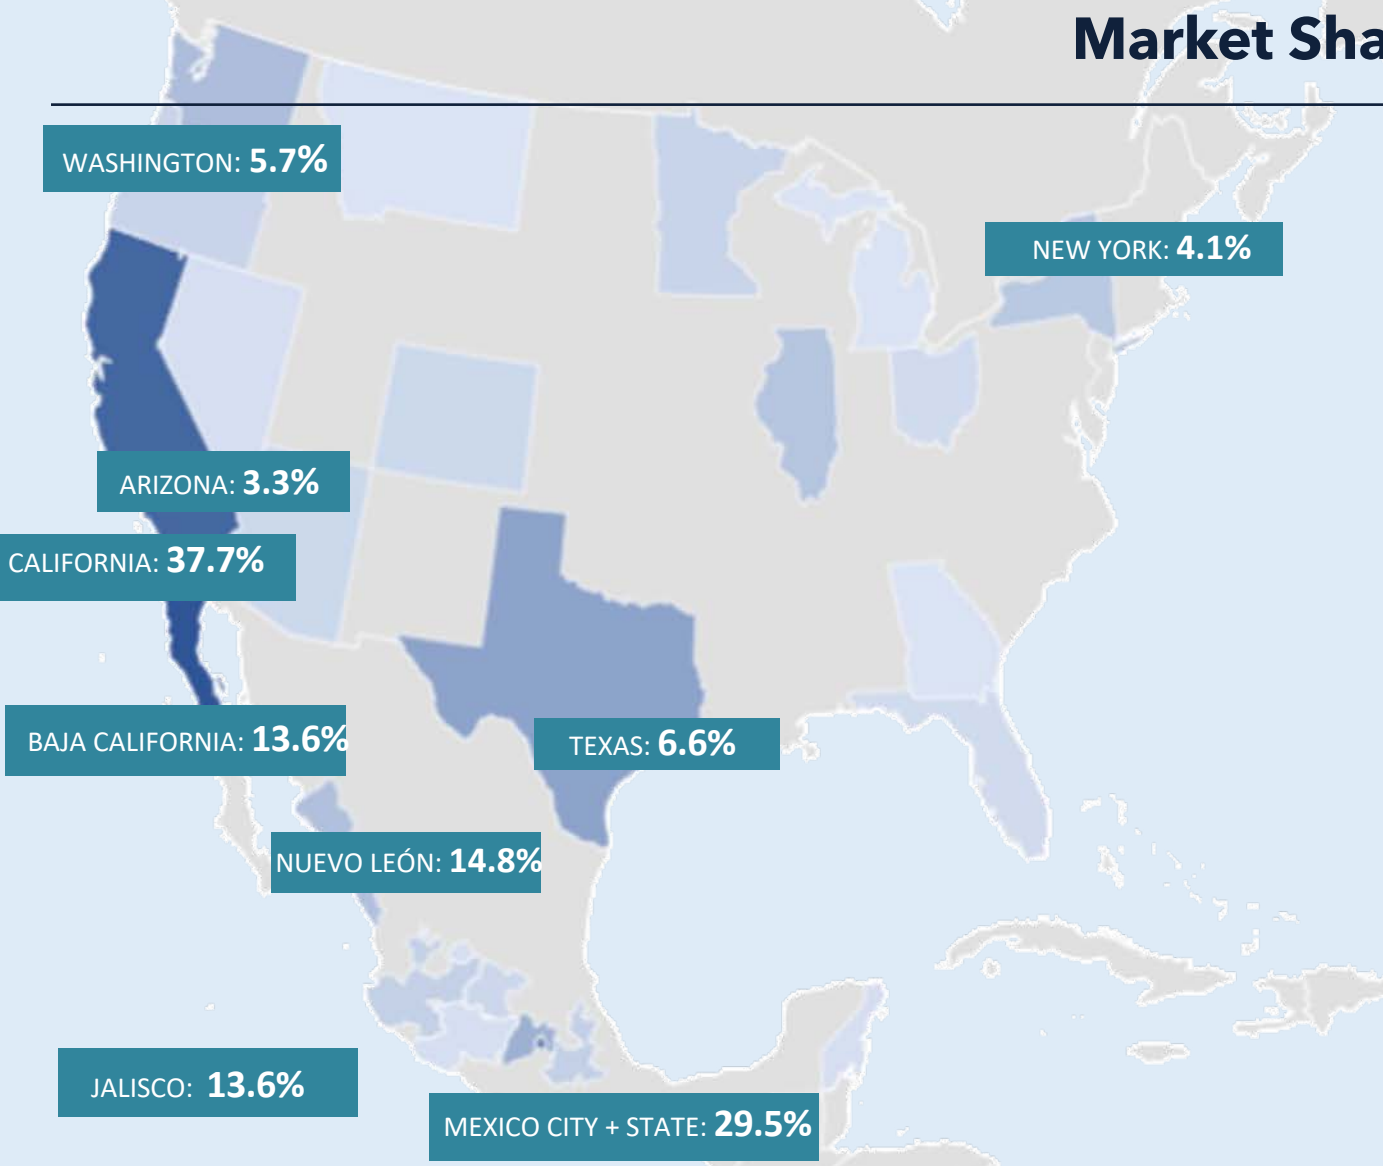 Market Sha
WASHINGTON: 5.7%
NEW YORK: 4.1%
ARIZONA: 3.3%
CALIFORNIA: 37.7%
BAJA CALIFORNIA: 13.6%
TEXAS: 6.6%
NUEVO LEÓN: 14.8%
JALISCO: 13.6%
MEXICO CITY + STATE: 29.5%